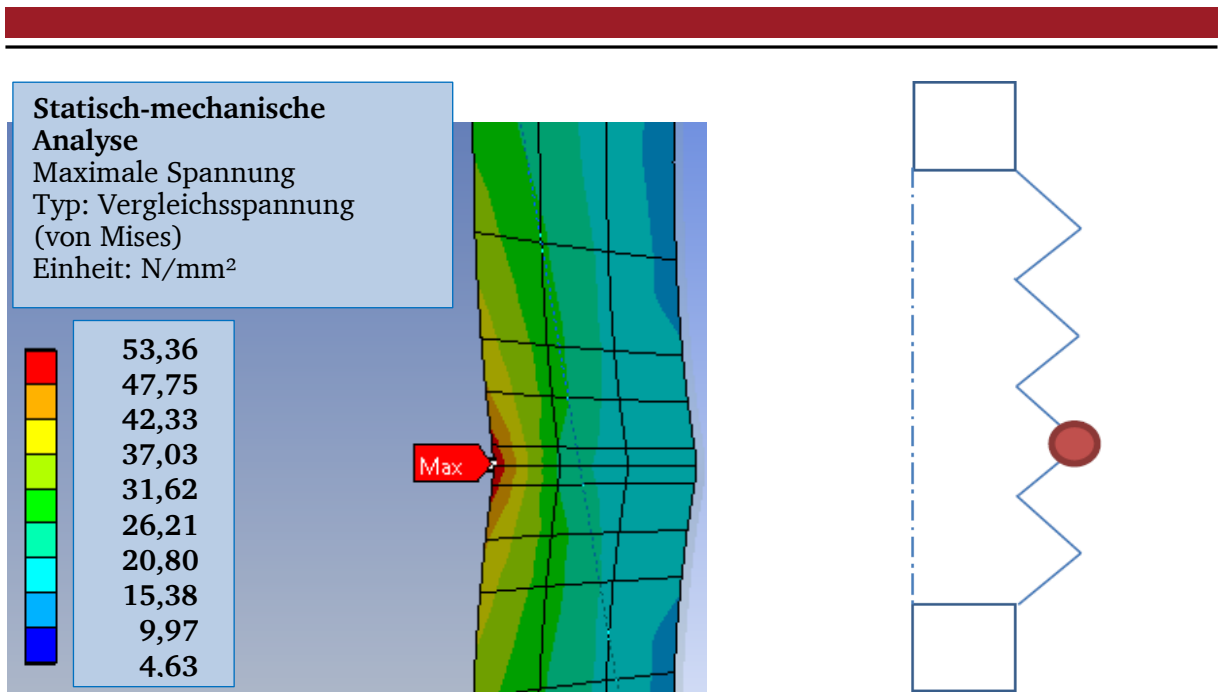 Statisch-mechanische
Analyse
Maximale Spannung
Typ: Vergleichsspannung
(von Mises)
Einheit: N/mm²
53,36
47,75
42,33
37,03
31,62
26,21
20,80
15,38
9,97
4,63
Max